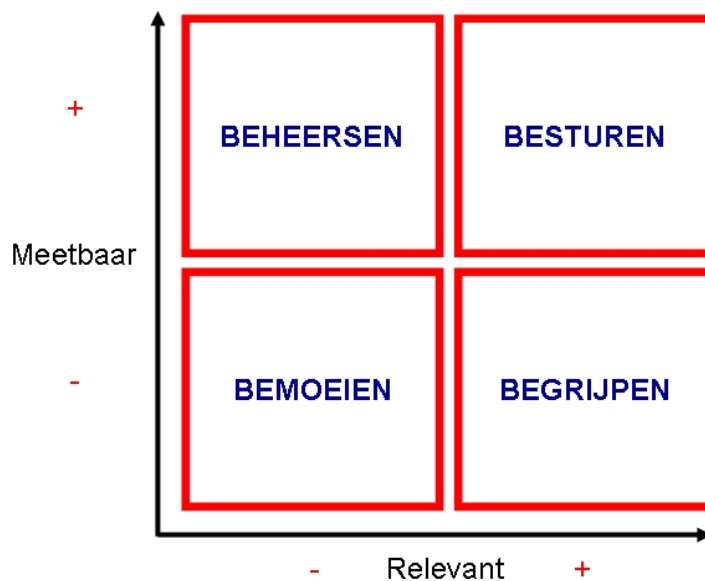 +
BEHEERSEN BESTUREN
Meetbaar
-
BEMOEIEN BEGRIJPEN
- Relevant +